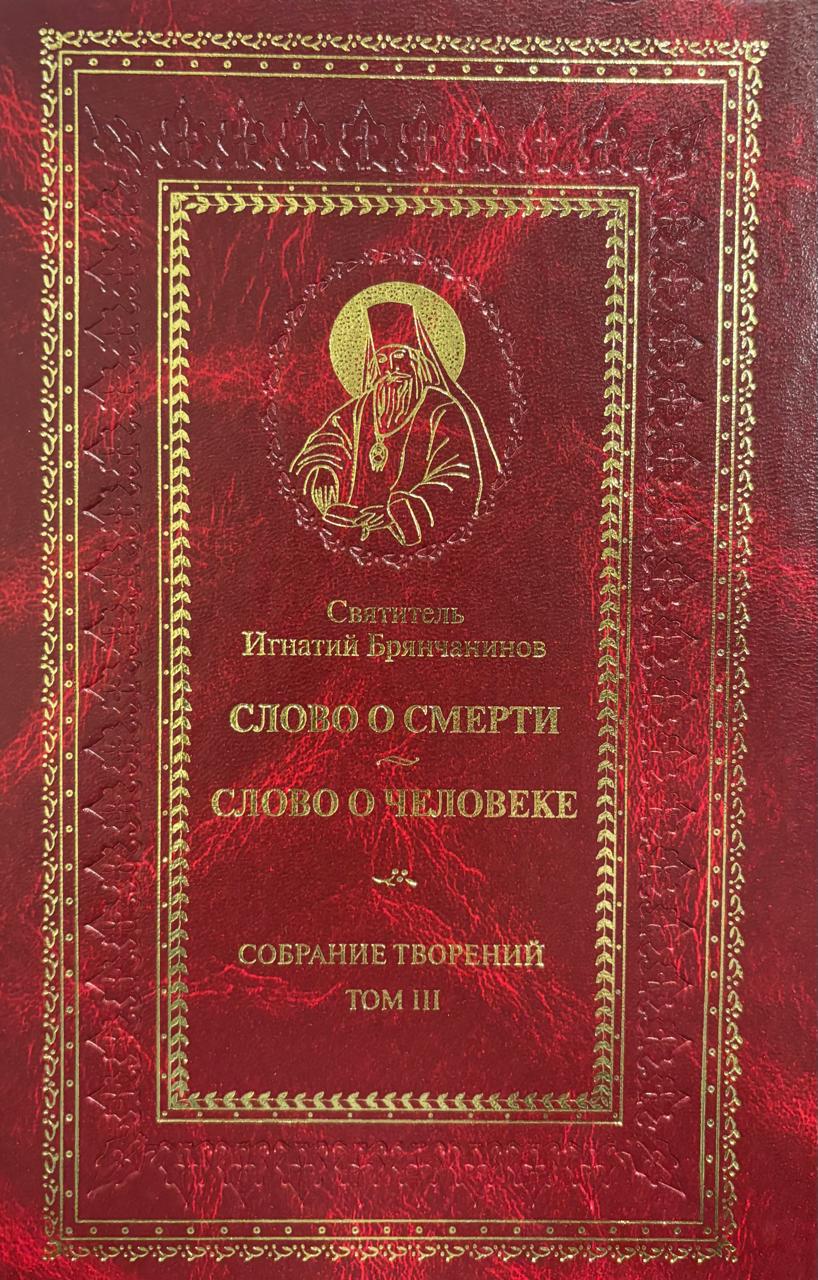 Святитель
Игнатий Брянчанинов
СЛОВО О СМЕРТИ
СЛОВО О ЧЕЛОВЕКЕ
СОБРАНИЕ ТВОРЕНИЙ
ТОМ III